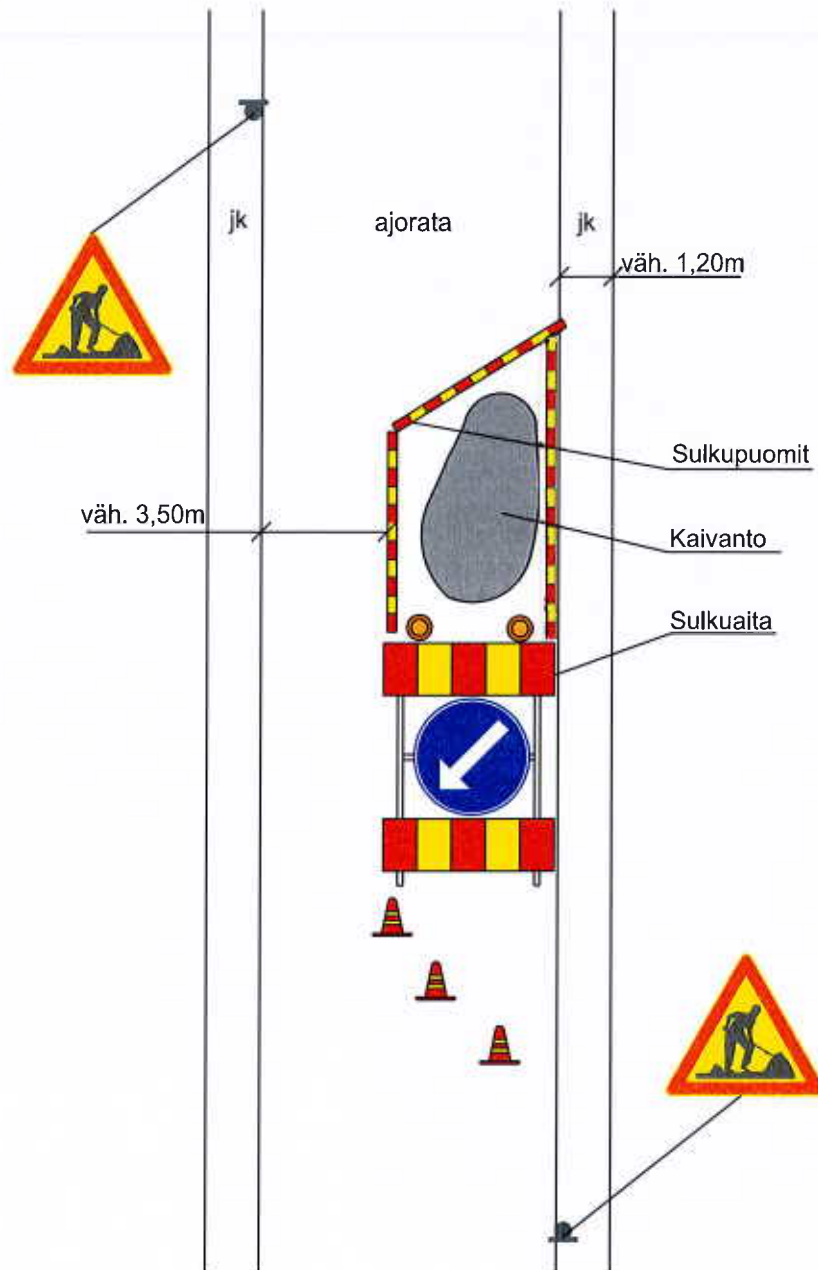 jk
ajorata
jk
väh. 1,20m
Sulkupuomit
väh. 3,50m
Kaivanto
Sulkuaita